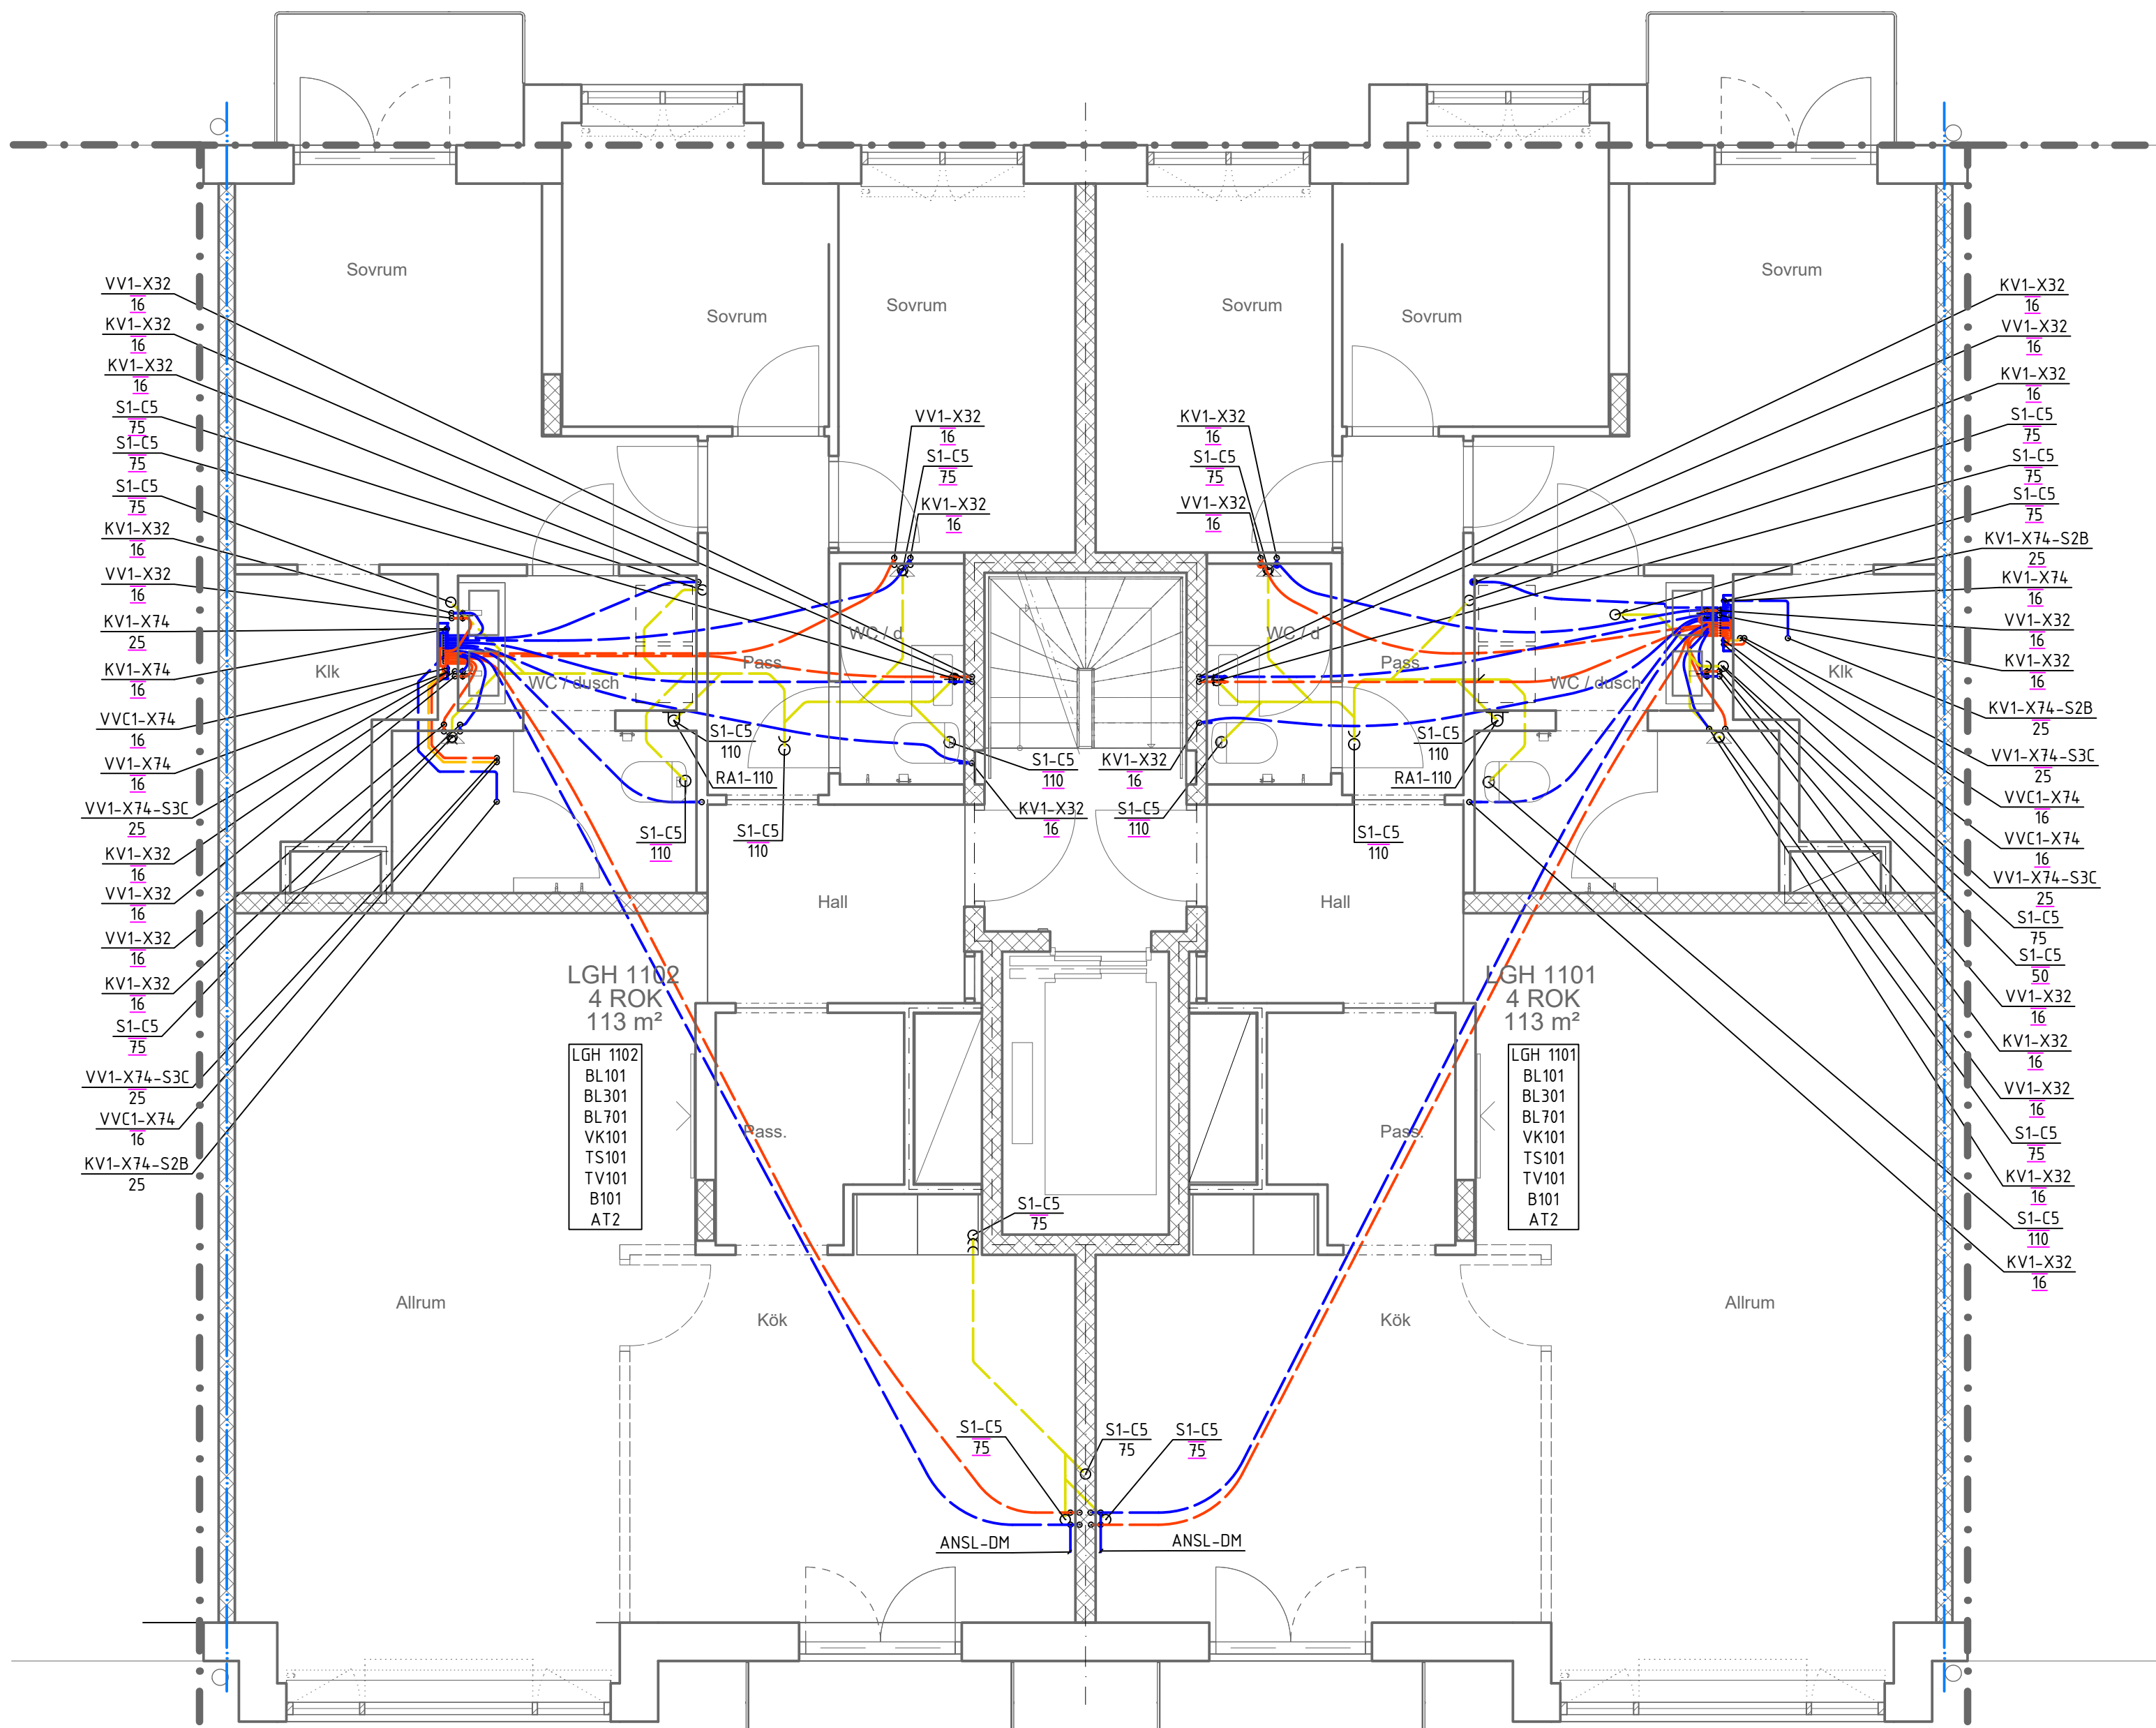 Sovrum
Sovrum
Sovrum
Sovrum
Sovrum
Sovrum
VV1-X32
16
KV1-X32
16
KV1-X32
16
S1-C5
75
S1-C5
75
S1-C5
75
KV1-X32
16
VV1-X32
16
KV1-X74
25
KV1-X74
16
VVC1-X74
16
VV1-X74
16
VV1-X74-S3C
25
KV1-X32
16
VV1-X32
16
VV1-X32
16
KV1-X32
16
S1-C5
75
VV1-X74-S3C
25
VVC1-X74
16
KV1-X74-S2B
25
VV1-X32
16
S1-C5
75
KV1-X32
16
KV1-X32
16
S1-C5
75
VV1-X32
16
Klk
WC / dusch
Pass.
WC / d
WC / d
Pass.
WC / dusch
Klk
S1-C5
110
RA1-110
S1-C5
110
S1-C5
110
S1-C5
110
KV1-X32
16
KV1-X32
16
S1-C5
110
S1-C5
110
S1-C5
110
RA1-110
Hall
Hall
LGH 1102
4 ROK
113 m²
LGH 1102
BL101
BL301
BL701
VK101
TS101
TV101
B101
AT2
LGH 1101
4 ROK
113 m²
LGH 1101
BL101
BL301
BL701
VK101
TS101
TV101
B101
AT2
Pass.
Pass.
S1-C5
75
Allrum
Kök
Kök
Allrum
S1-C5
75
S1-C5
75
S1-C5
75
ANSL-DM
ANSL-DM
KV1-X32
16
VV1-X32
16
KV1-X32
16
S1-C5
75
S1-C5
75
S1-C5
75
KV1-X74-S2B
25
KV1-X74
16
VV1-X32
16
KV1-X32
16
KV1-X74-S2B
25
VV1-X74-S3C
25
VVC1-X74
16
VVC1-X74
16
VV1-X74-S3C
25
S1-C5
75
S1-C5
50
VV1-X32
16
KV1-X32
16
VV1-X32
16
S1-C5
75
KV1-X32
16
S1-C5
110
KV1-X32
16